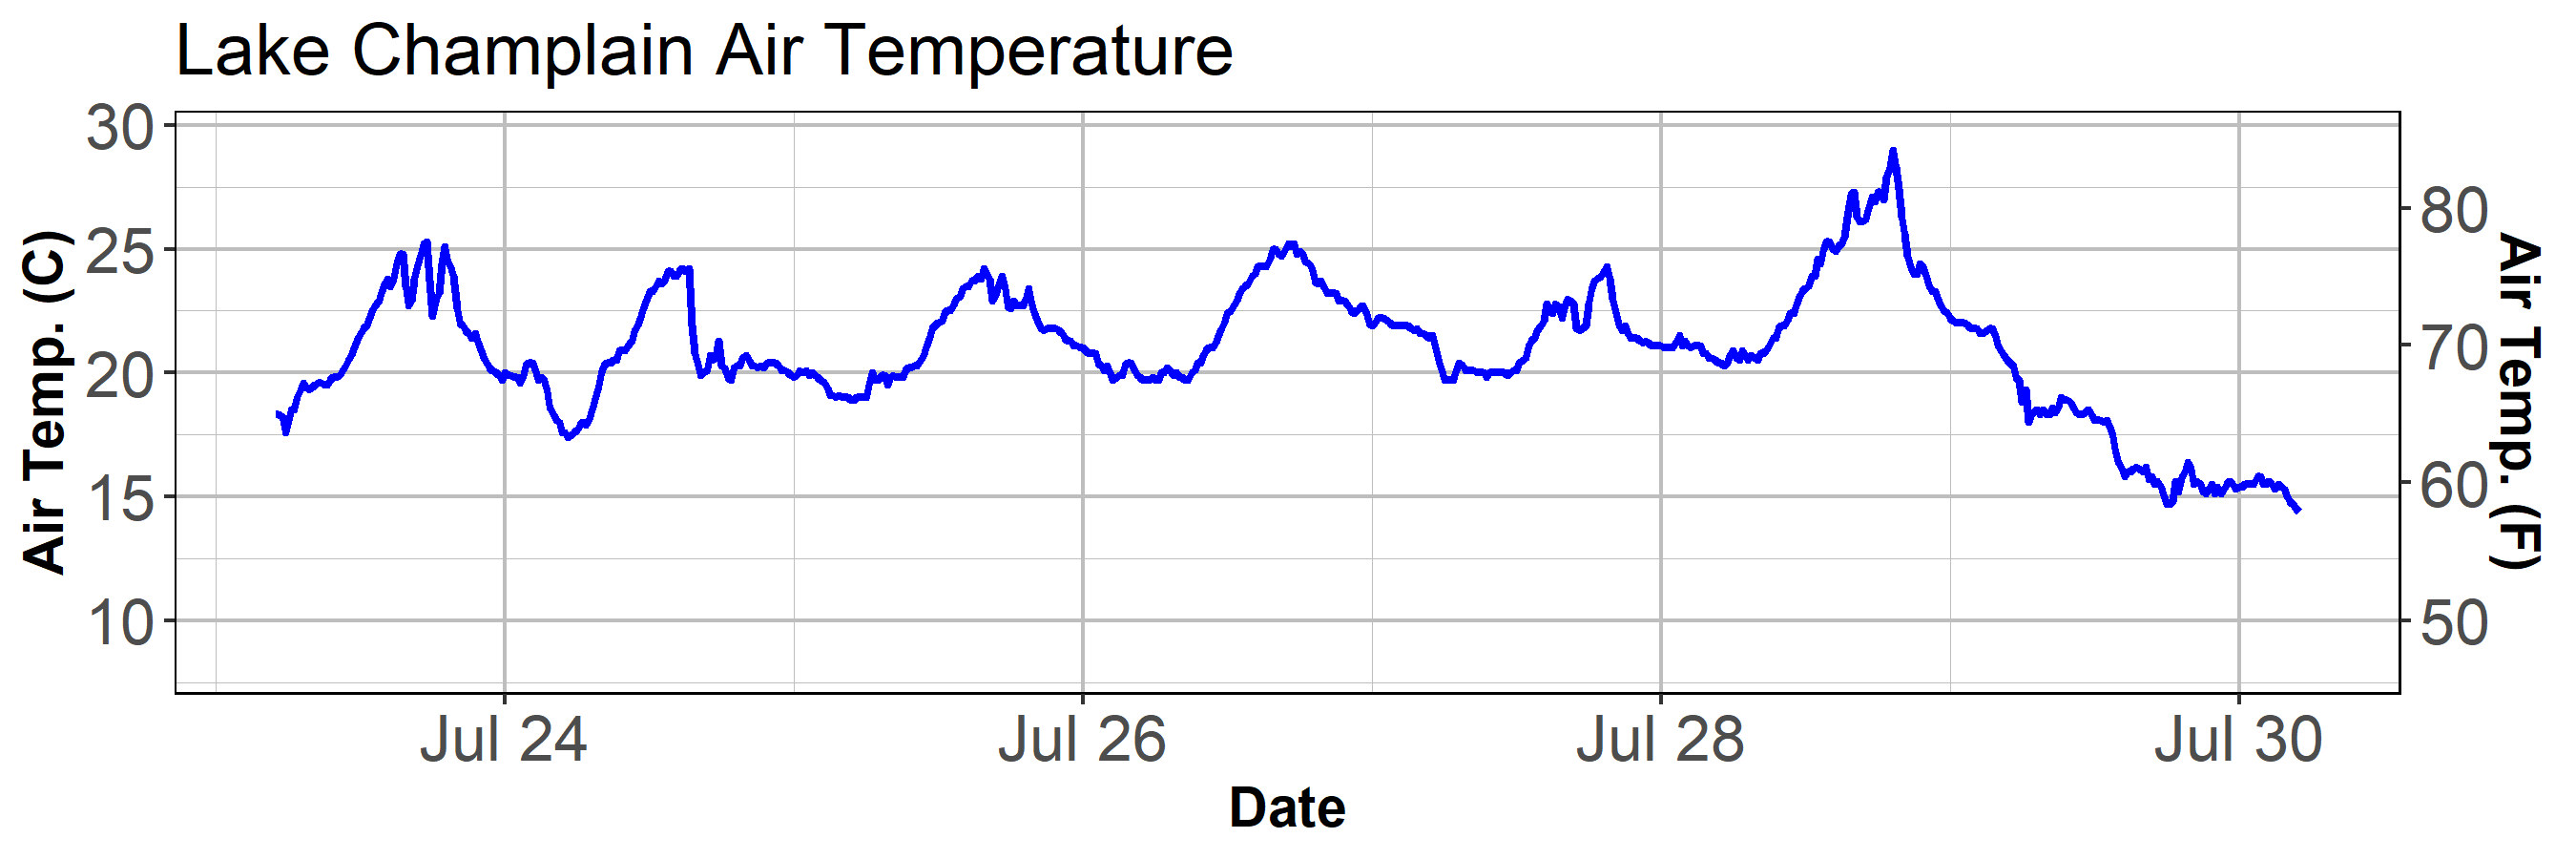 Lake Champlain Air Temperature
30
25
20
15
10
Air Temp. (C)
80
70
60
50
Air Temp. (F)
Jul 24 Jul 26 Jul 28 Jul 30
Date